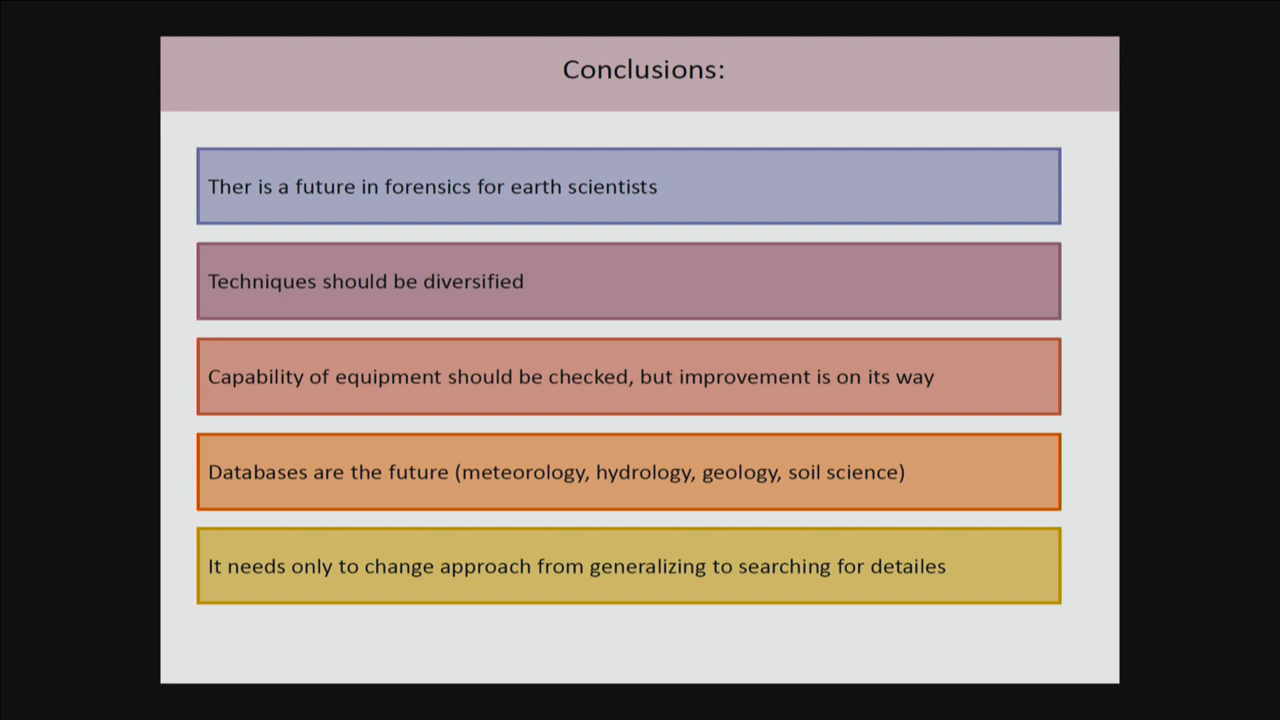 Conclusions:
Ther is a future in forensics for earth scientists
Techniques should be diversified
Capability of equipment should be checked, but improvement is on its way
Databases are the future (meteorology, hydrology, geology, soil science)
It needs only to change approach from generalizing to searching for detailes